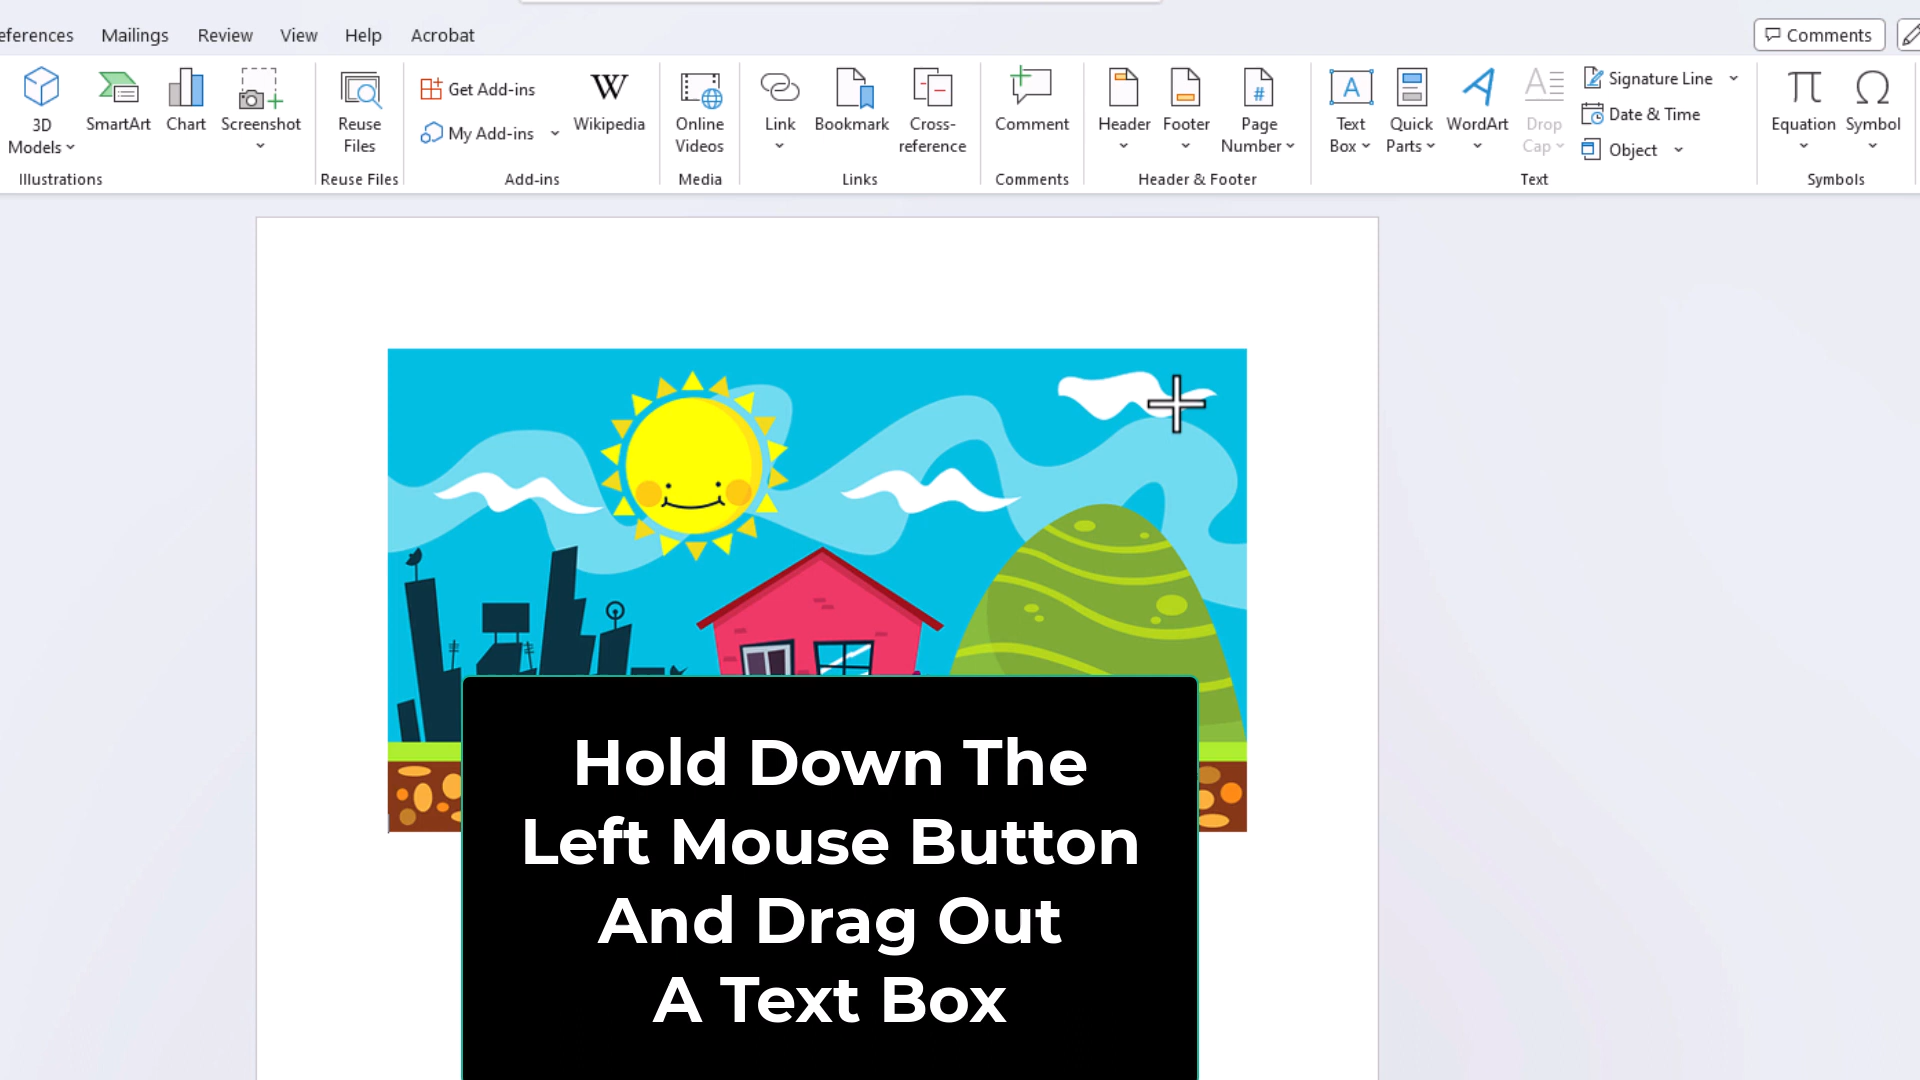 eferences Mailings Review View Help Acrobat Comments
3D
Models
SmartArt
Chart
Screenshot
Illustrations
Reuse
Files
Reuse Files
Get Add-ins
My Add-ins
W
Wikipedia
Add-ins
Online
Videos
Media
Link
Bookmark
Cross-
reference
Links
Comment
Comments
Header
Footer
#
Page
Number
Header & Footer
A
Text
Box
Quick
Parts
A
WordArt
A
Drop
Cap
Signature Line
Date & Time
Object
Text
π
Equation
Ω
Symbol
Symbols
Hold Down The
Left Mouse Button
And Drag Out
A Text Box